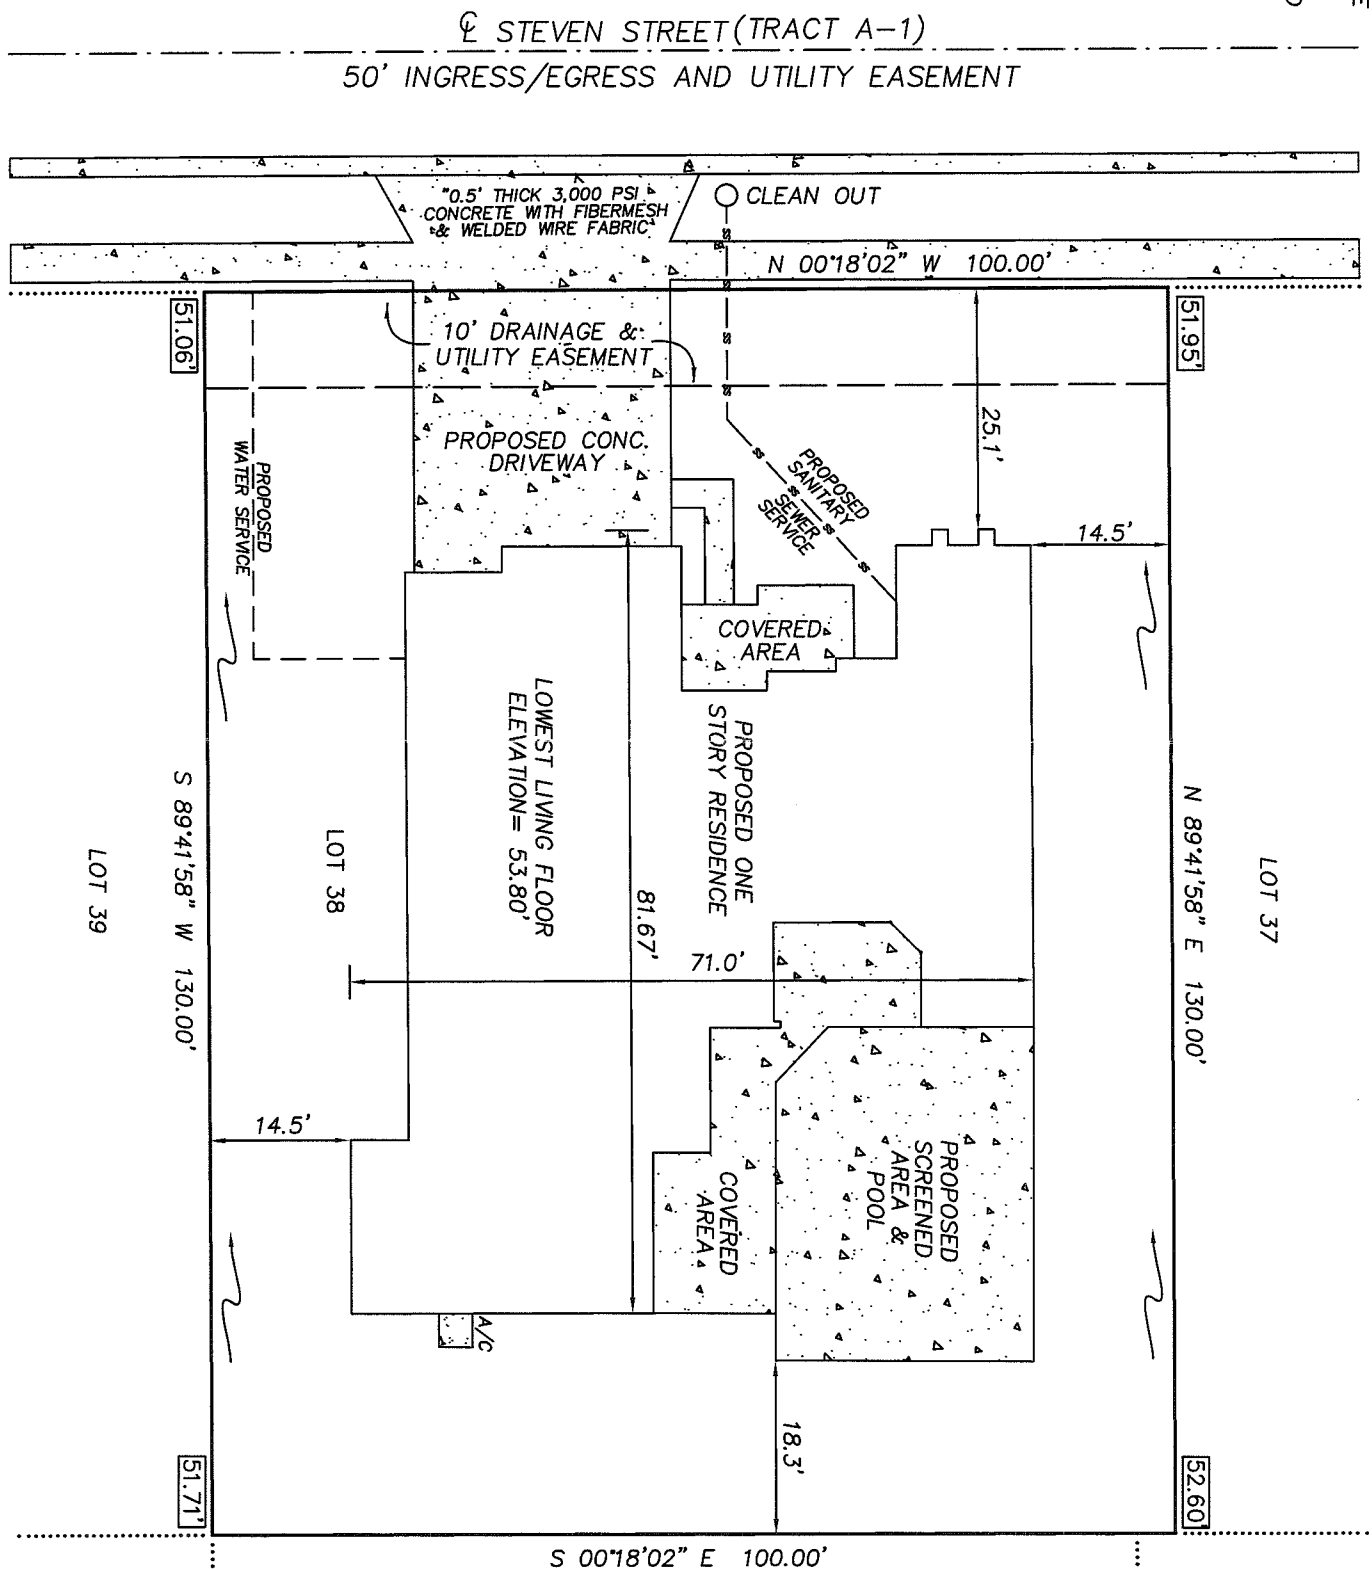 ℄ STEVEN STREET (TRACT A-1)
50' INGRESS/EGRESS AND UTILITY EASEMENT
"0.5' THICK 3,000 PSI
CONCRETE WITH FIBERMESH
& WELDED WIRE FABRIC"
CLEAN OUT
N 00°18'02" W 100.00'
51.06'
51.95'
10' DRAINAGE &
UTILITY EASEMENT
25.1'
PROPOSED CONC.
DRIVEWAY
PROPOSED
WATER SERVICE
PROPOSED
SANITARY
SEWER
SERVICE
14.5'
COVERED
AREA
LOWEST LIVING FLOOR
ELEVATION= 53.80'
PROPOSED ONE
STORY RESIDENCE
S 89°41'58" W 130.00'
N 89°41'58" E 130.00'
LOT 39
LOT 38
LOT 37
81.67'
71.0'
14.5'
PROPOSED
SCREENED
AREA &
POOL
COVERED
AREA
A/C
18.3'
51.71'
52.60'
S 00°18'02" E 100.00'